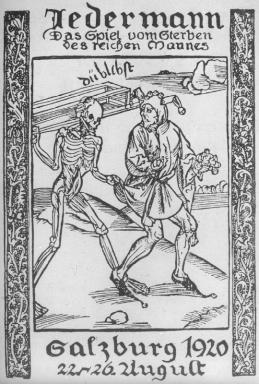 Jedermann
Das Spiel vom Sterben
des reichen Mannes
dü blibst
Salzburg 1920
22.-26. August